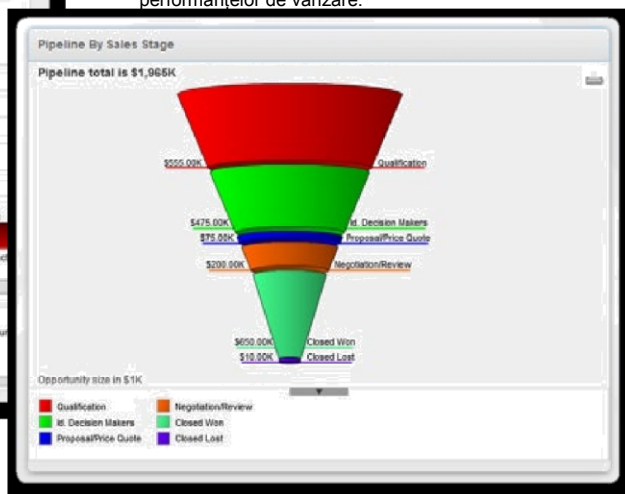 performanțelor de vânzare.
Pipeline By Sales Stage
Pipeline total is $1,965K
$555.00K Qualification
$475.00K Id. Decision Makers
$75.00K Proposal/Price Quote
$200.00K Negotiation/Review
$650.00K Closed Won
$10.00K Closed Lost
Opportunity size in $1K
Qualification Negotiation/Review
Id. Decision Makers Closed Won
Proposal/Price Quote Closed Lost